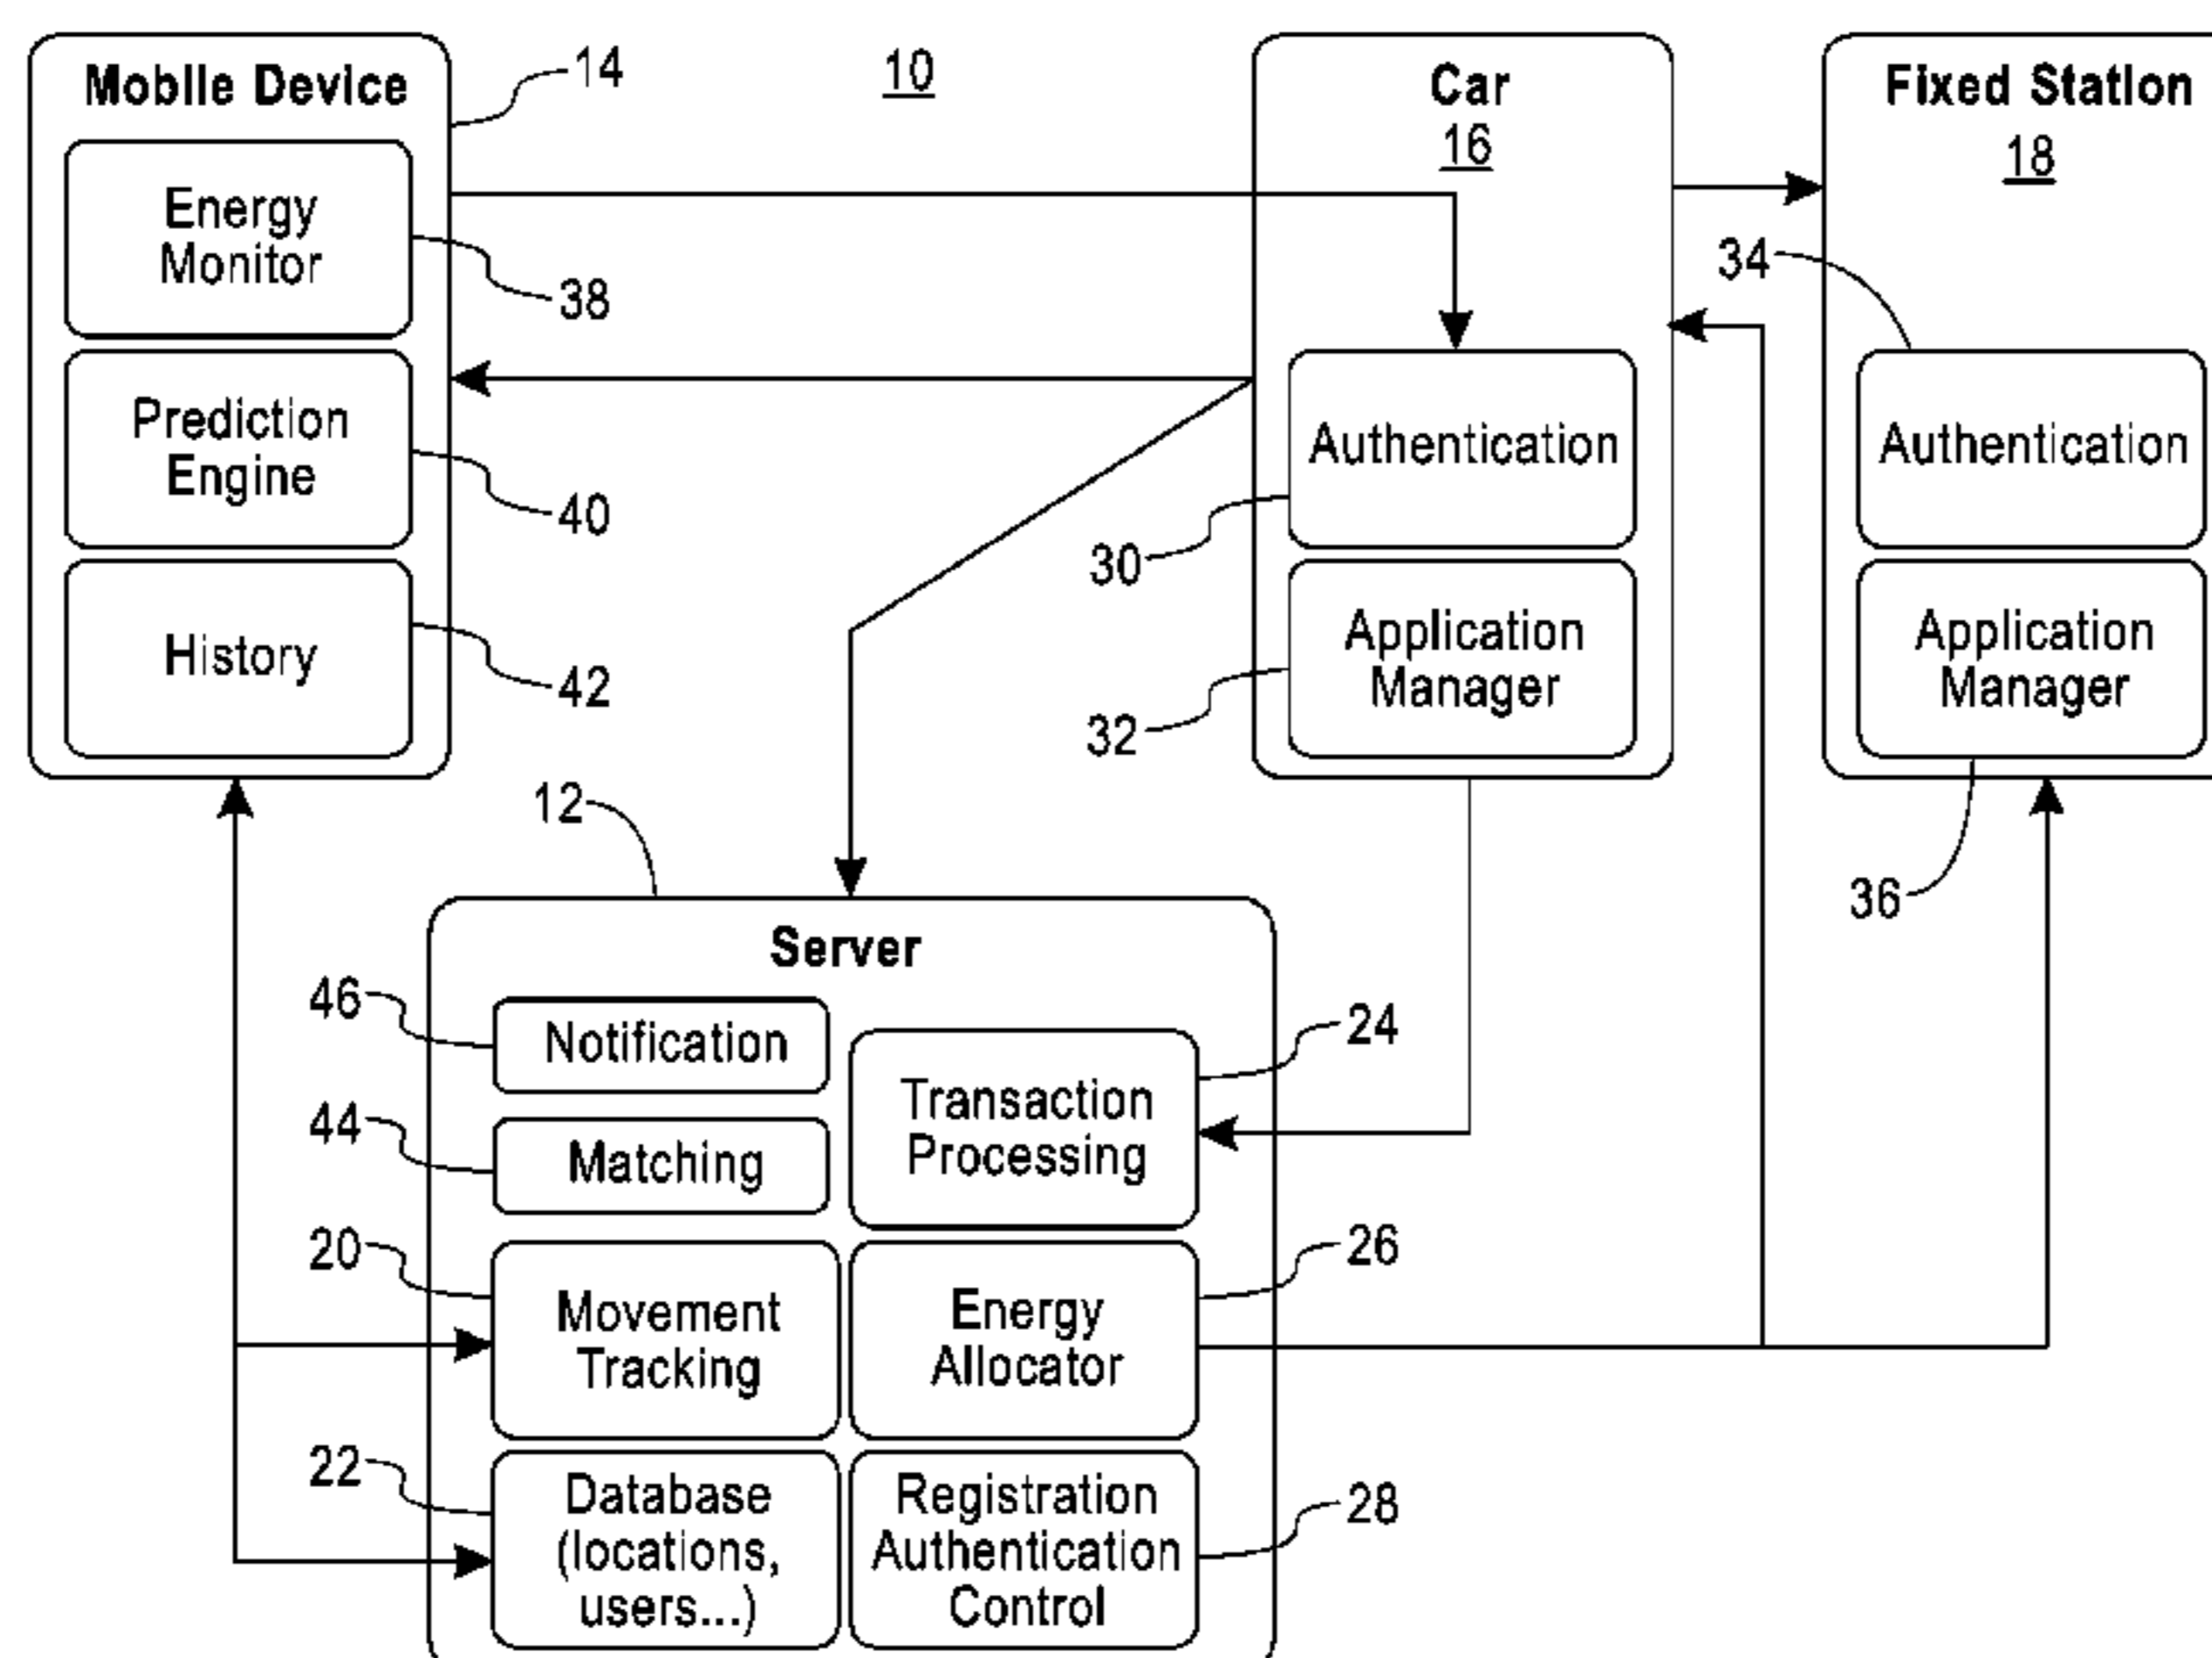 Mobile Device
14
10
Car
16
Fixed Station
18
Energy
Monitor
38
34
Prediction
Engine
40
Authentication
30
Authentication
History
42
Application
Manager
32
Application
Manager
36
12
Server
46
Notification
24
Transaction
Processing
44
Matching
20
Movement
Tracking
26
Energy
Allocator
22
Database
(locations,
users...)
28
Registration
Authentication
Control